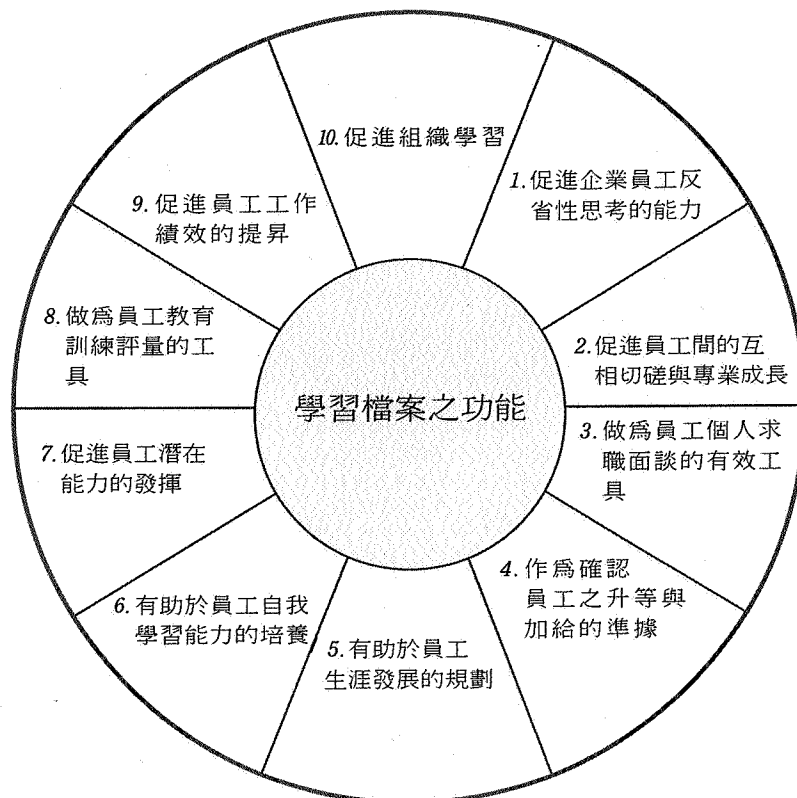 學習檔案之功能
1.促進企業員工反
省性思考的能力
2.促進員工間的互
相切磋與專業成長
3.做爲員工個人求
職面談的有效工
具
4.作爲確認
員工之升等與
加給的準據
5.有助於員工
生涯發展的規劃
6.有助於員工自我
學習能力的培養
7.促進員工潛在
能力的發揮
8.做爲員工教育
訓練評量的工
具
9.促進員工工作
績效的提昇
10.促進組織學習